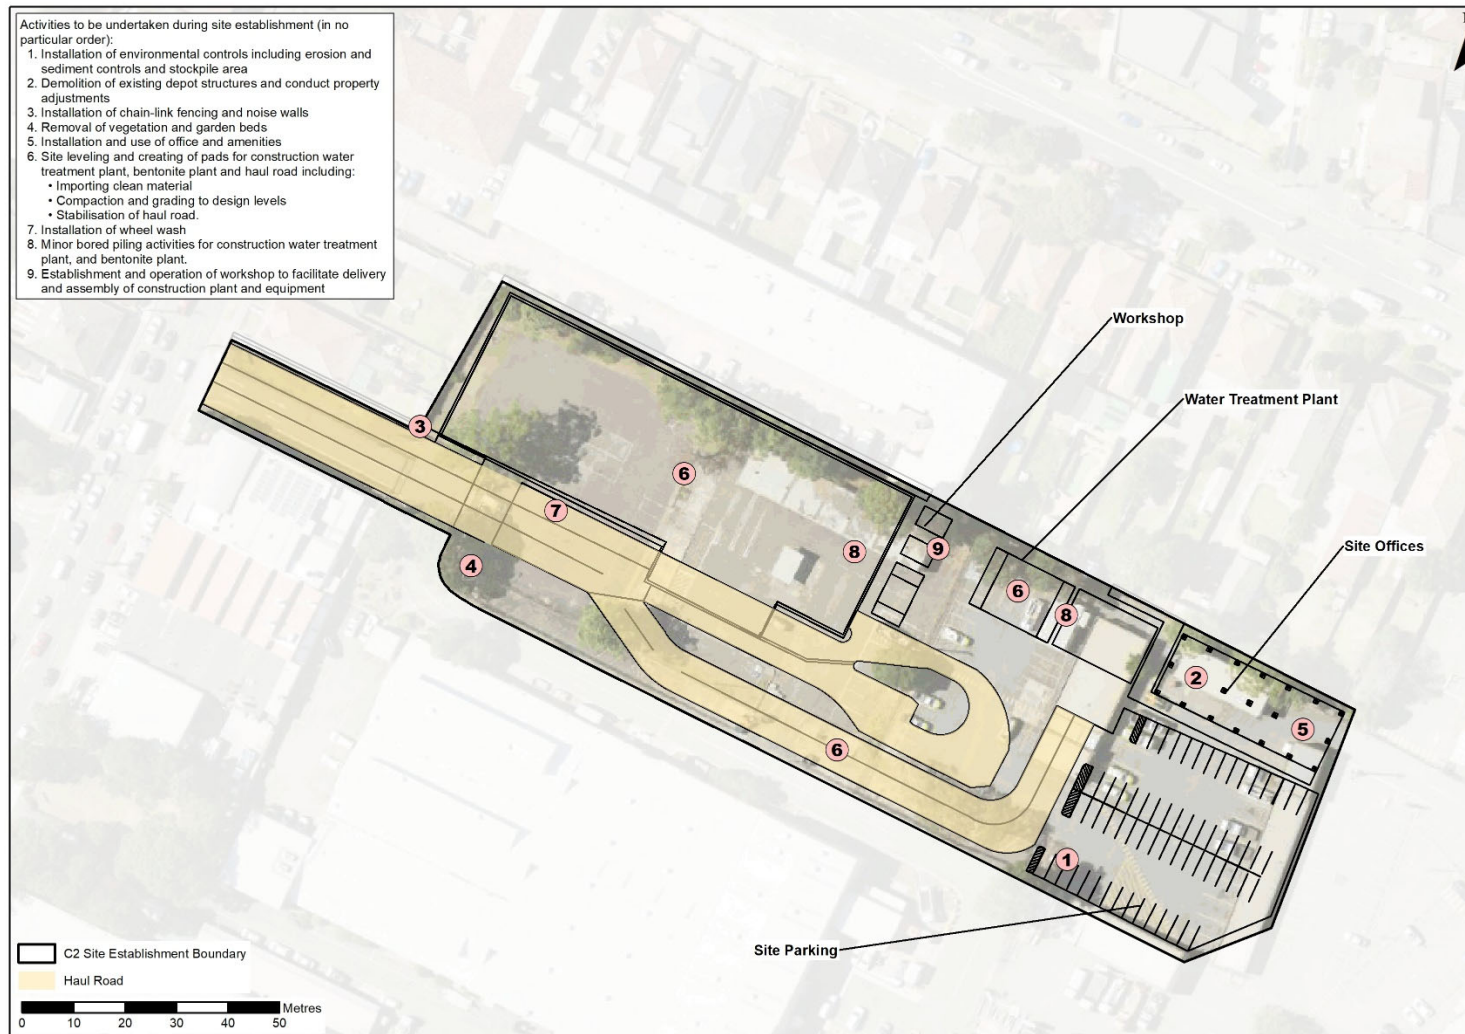 Activities to be undertaken during site establishment (in no
particular order):
1. Installation of environmental controls including erosion and
sediment controls and stockpile area
2. Demolition of existing depot structures and conduct property
adjustments
3. Installation of chain-link fencing and noise walls
4. Removal of vegetation and garden beds
5. Installation and use of office and amenities
6. Site leveling and creating of pads for construction water
treatment plant, bentonite plant and haul road including:
• Importing clean material
• Compaction and grading to design levels
• Stabilisation of haul road.
7. Installation of wheel wash
8. Minor bored piling activities for construction water treatment
plant, and bentonite plant.
9. Establishment and operation of workshop to facilitate delivery
and assembly of construction plant and equipment
Workshop
Water Treatment Plant
3
6
7
8
9
Site Offices
4
6
8
2
5
6
1
Site Parking
C2 Site Establishment Boundary
Haul Road
Metres
0 10 20 30 40 50